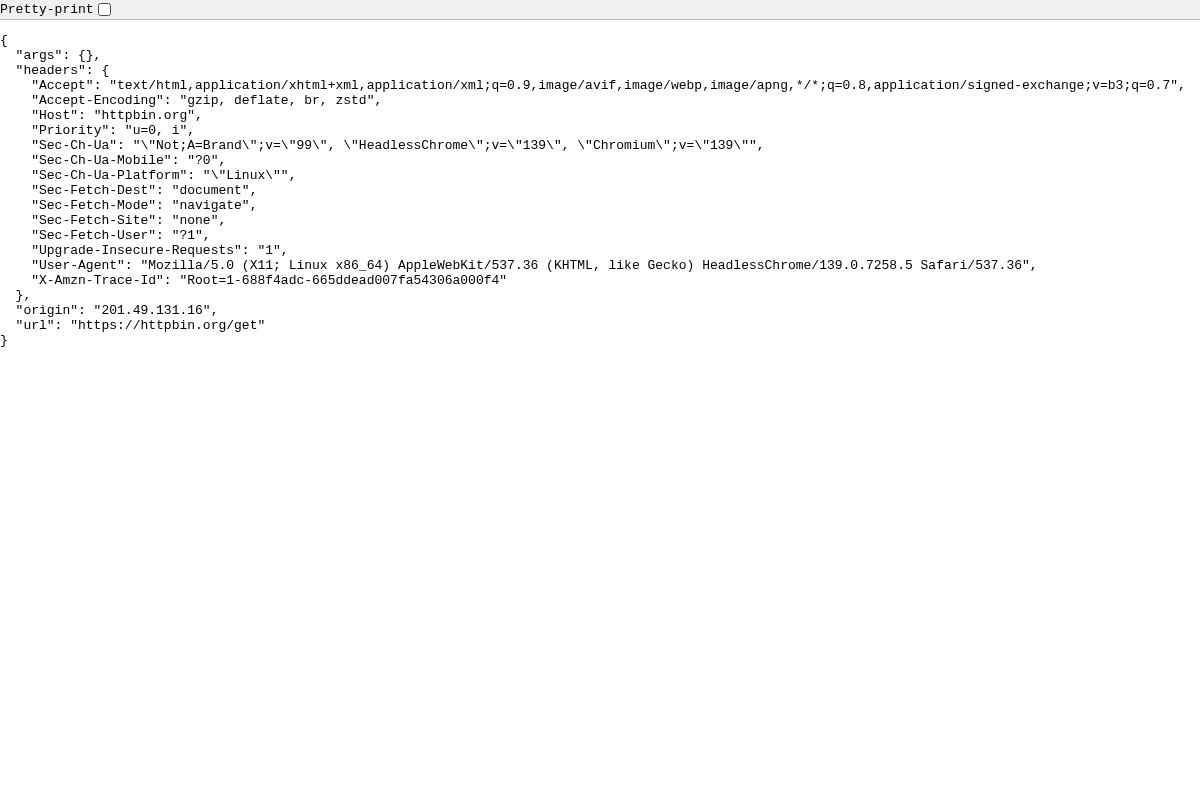 Pretty-print
{
  "args": {},
  "headers": {
    "Accept": "text/html,application/xhtml+xml,application/xml;q=0.9,image/avif,image/webp,image/apng,*/*;q=0.8,application/signed-exchange;v=b3;q=0.7",
    "Accept-Encoding": "gzip, deflate, br, zstd",
    "Host": "httpbin.org",
    "Priority": "u=0, i",
    "Sec-Ch-Ua": "\"Not;A=Brand\";v=\"99\", \"HeadlessChrome\";v=\"139\", \"Chromium\";v=\"139\"",
    "Sec-Ch-Ua-Mobile": "?0",
    "Sec-Ch-Ua-Platform": "\"Linux\"",
    "Sec-Fetch-Dest": "document",
    "Sec-Fetch-Mode": "navigate",
    "Sec-Fetch-Site": "none",
    "Sec-Fetch-User": "?1",
    "Upgrade-Insecure-Requests": "1",
    "User-Agent": "Mozilla/5.0 (X11; Linux x86_64) AppleWebKit/537.36 (KHTML, like Gecko) HeadlessChrome/139.0.7258.5 Safari/537.36",
    "X-Amzn-Trace-Id": "Root=1-688f4adc-665ddead007fa54306a000f4"
  },
  "origin": "201.49.131.16",
  "url": "https://httpbin.org/get"
}